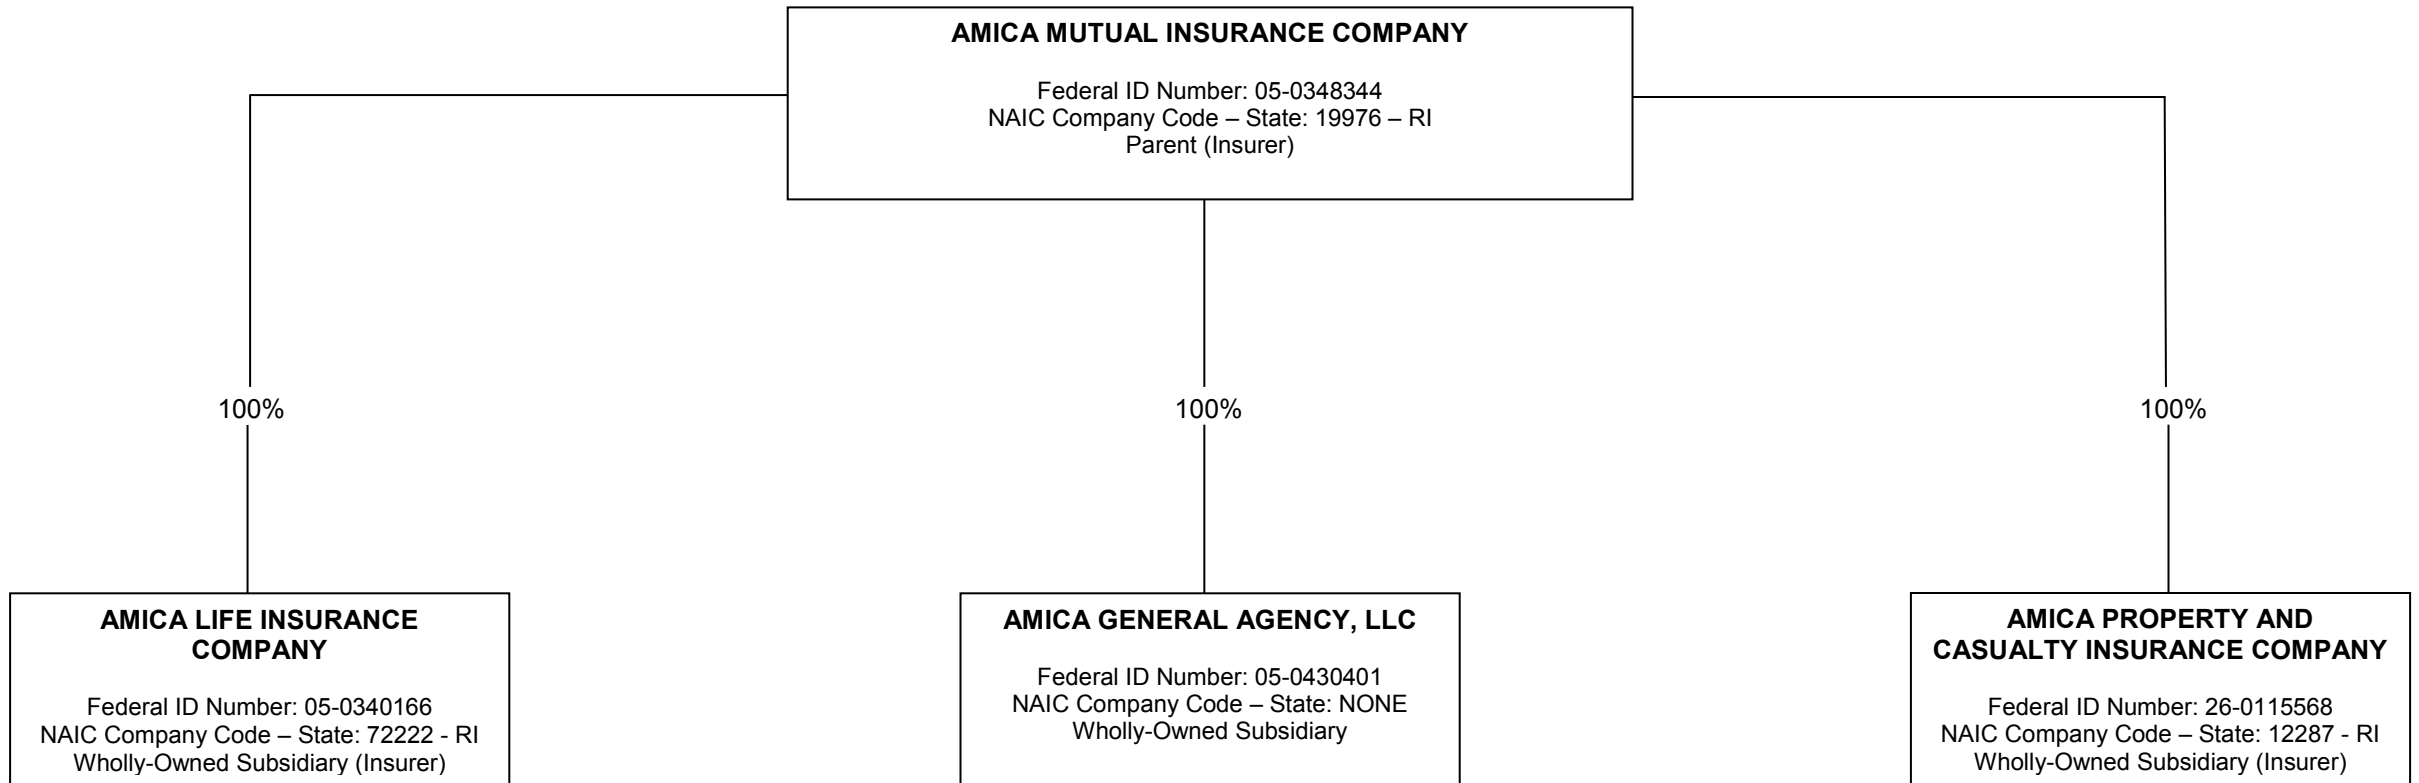 AMICA MUTUAL INSURANCE COMPANY
Federal ID Number: 05-0348344
NAIC Company Code – State: 19976 – RI
Parent (Insurer)
100%
100%
100%
AMICA LIFE INSURANCE
COMPANY
Federal ID Number: 05-0340166
NAIC Company Code – State: 72222 - RI
Wholly-Owned Subsidiary (Insurer)
AMICA GENERAL AGENCY, LLC
Federal ID Number: 05-0430401
NAIC Company Code – State: NONE
Wholly-Owned Subsidiary
AMICA PROPERTY AND
CASUALTY INSURANCE COMPANY
Federal ID Number: 26-0115568
NAIC Company Code – State: 12287 - RI
Wholly-Owned Subsidiary (Insurer)